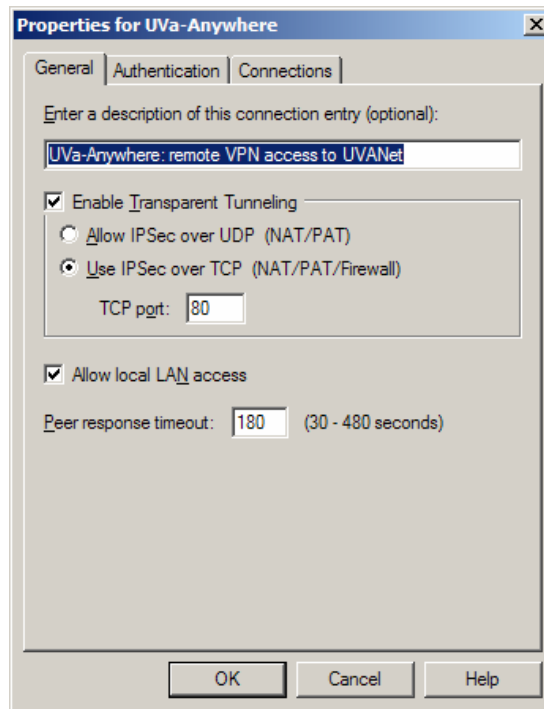 Properties for UVa-Anywhere
General Authentication Connections
Enter a description of this connection entry (optional):
UVa-Anywhere: remote VPN access to UVANet
Enable Transparent Tunneling
Allow IPSec over UDP (NAT/PAT)
Use IPSec over TCP (NAT/PAT/Firewall)
TCP port: 80
Allow local LAN access
Peer response timeout: 180 (30 - 480 seconds)
OK Cancel Help